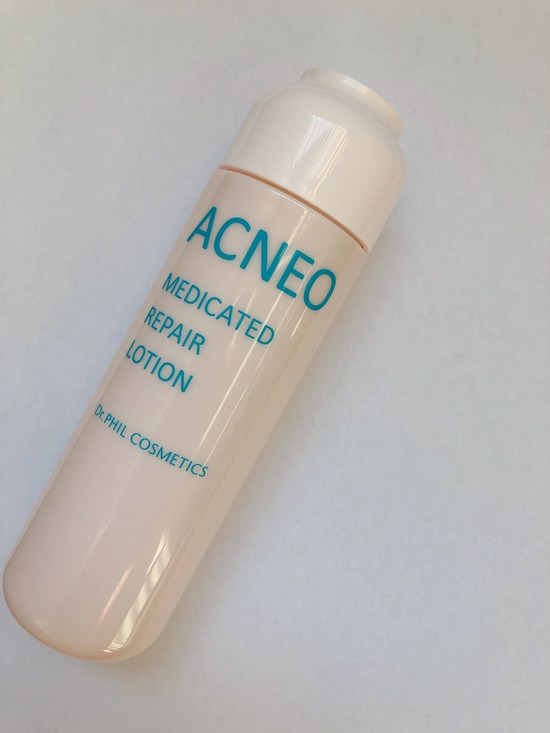 ACNEO
MEDICATED
REPAIR
LOTION
Dr.PHIL COSMETICS